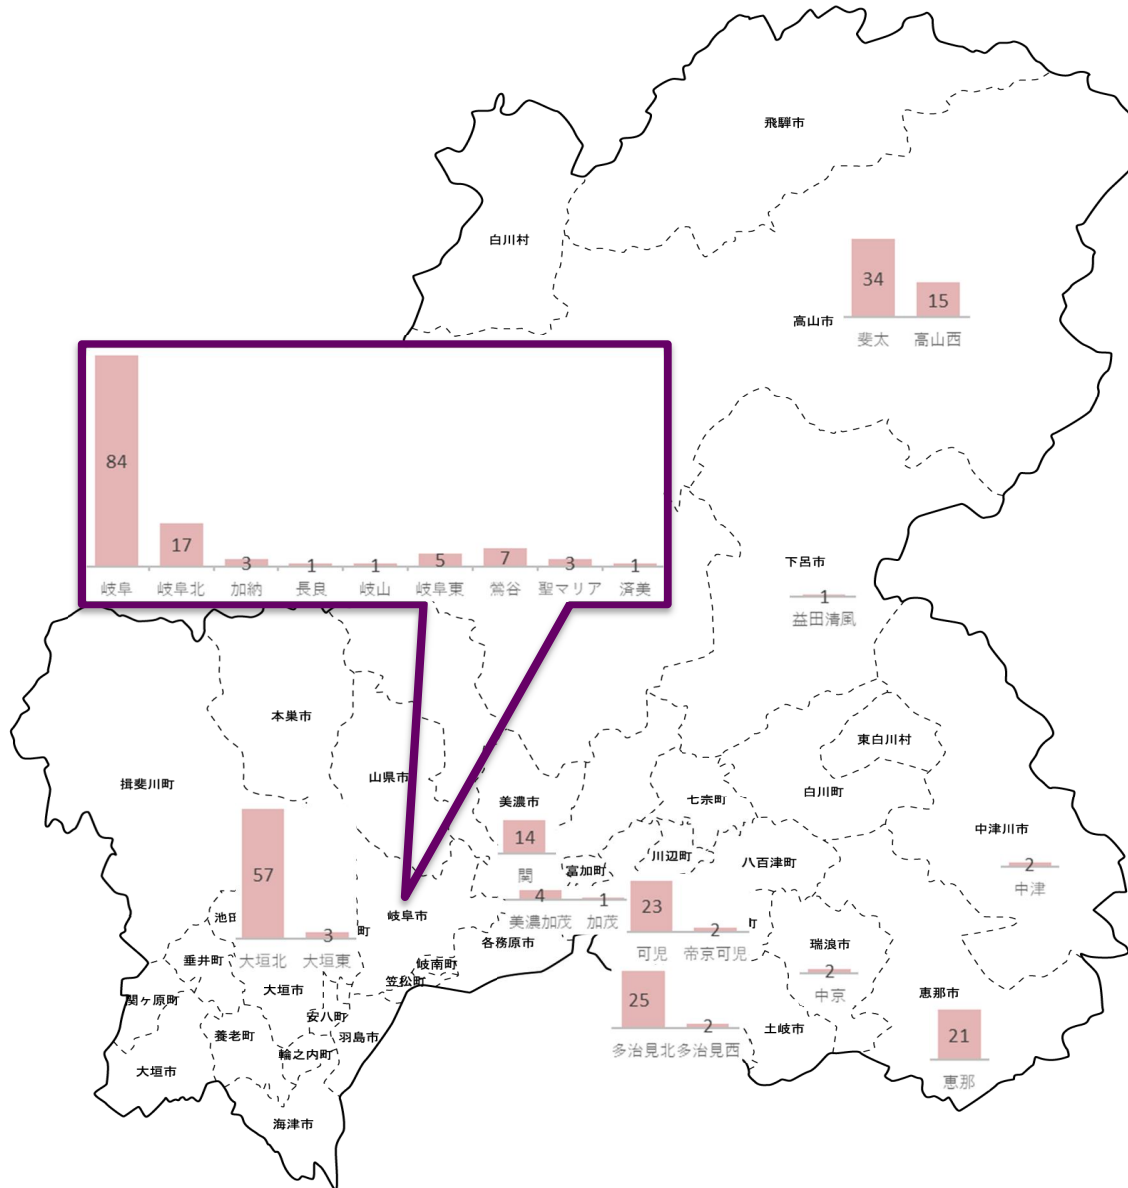 飛騨市
白川村
34
15
高山市
斐太 高山西
84
17
3
1
1
5
7
3
1
岐阜 岐阜北 加納 長良 岐山 岐阜東 鶯谷 聖マリア 済美
下呂市
1
益田清風
本巣市
東白川村
山県市
揖斐川町
七宗町
白川町
美濃市
中津川市
14
関
川辺町
八百津町
富加町
2
中津
57
3
大垣北 大垣東
池田
町
岐阜市
4
1
美濃加茂 加茂
23
2
可児 帝京可児
町
各務原市
瑞浪市
2
中京
垂井町
岐南町
笠松町
大垣市
関ヶ原町
安八町
恵那市
養老町
羽島市
輪之内町
25
2
多治見北 多治見西
土岐市
21
恵那
大垣市
海津市